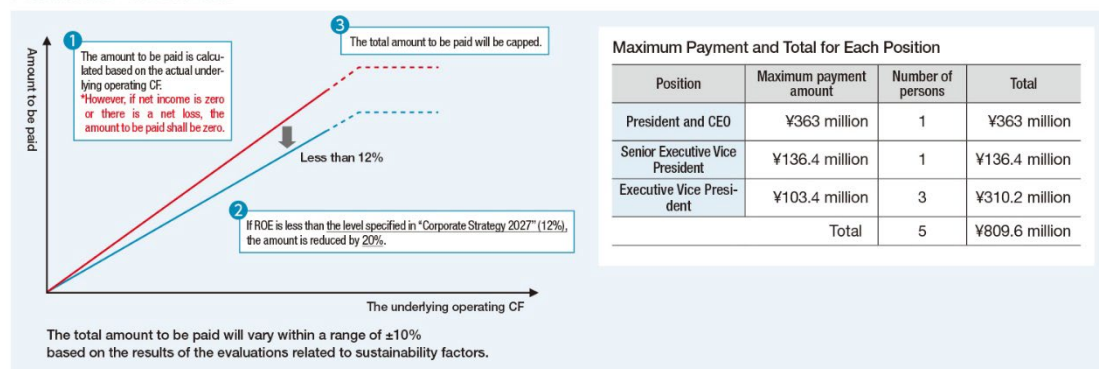 1
The amount to be paid is calcu-
lated based on the actual under-
lying operating CF.
*However, if net income is zero
or there is a net loss, the
amount to be paid shall be zero.
3
The total amount to be paid will be capped.
Amount to be paid
Less than 12%
2
If ROE is less than the level specified in “Corporate Strategy 2027” (12%),
the amount is reduced by 20%.
The underlying operating CF
The total amount to be paid will vary within a range of ±10%
based on the results of the evaluations related to sustainability factors.
Maximum Payment and Total for Each Position
Position Maximum payment amount Number of persons Total
President and CEO ¥363 million 1 ¥363 million
Senior Executive Vice President ¥136.4 million 1 ¥136.4 million
Executive Vice Presi-dent ¥103.4 million 3 ¥310.2 million
Total 5 ¥809.6 million